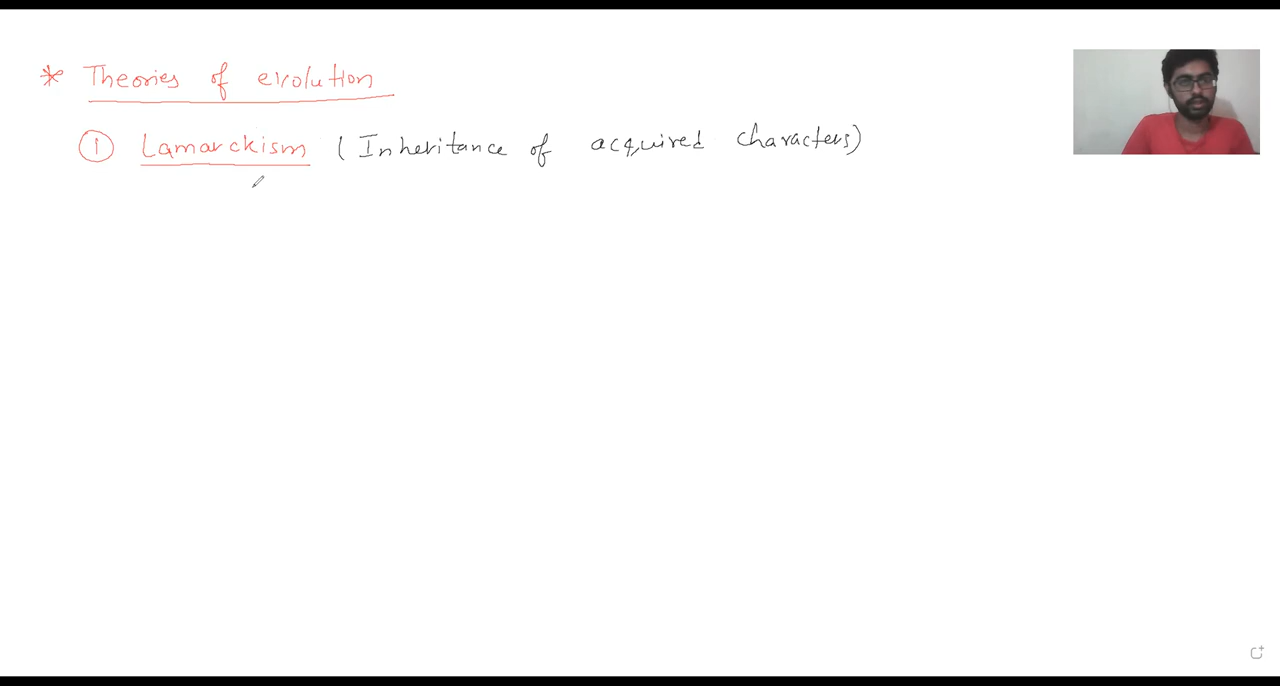 * Theories of evolution
① Lamarckism (Inheritance of acquired characters)